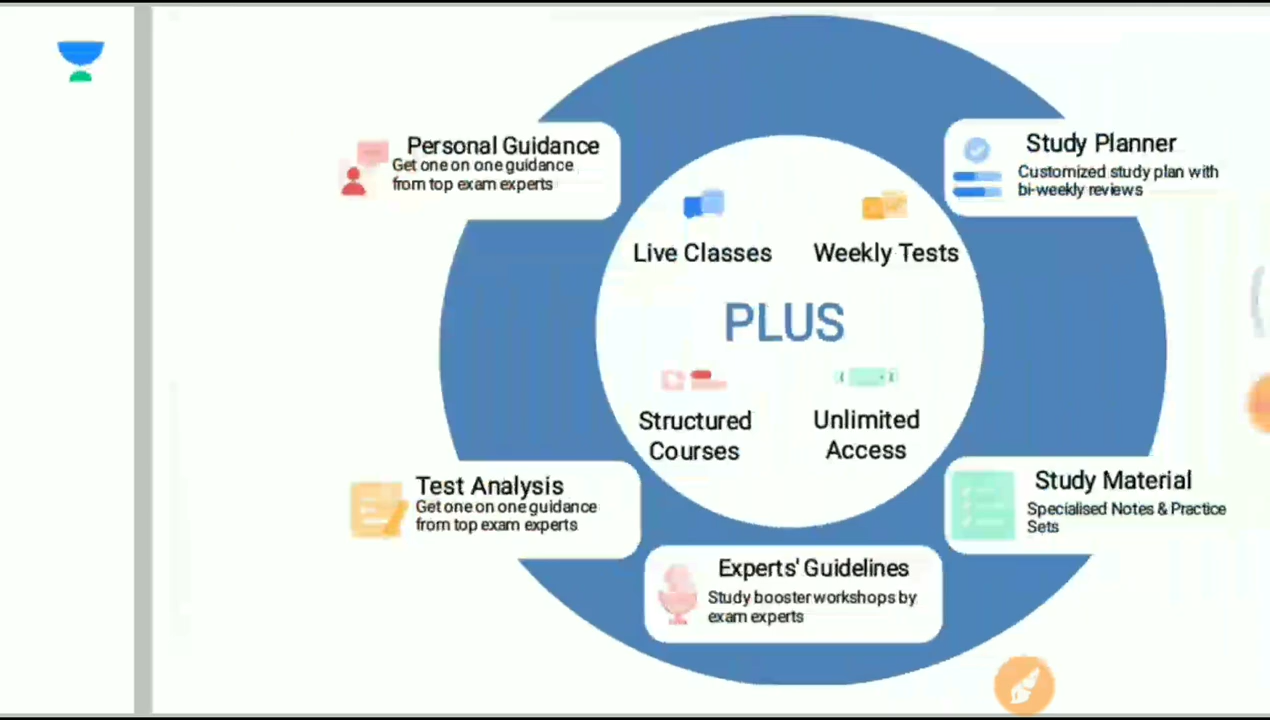 Personal Guidance
Get one on one guidance
from top exam experts
Study Planner
Customized study plan with
bi-weekly reviews
Live Classes
Weekly Tests
PLUS
Structured
Courses
Unlimited
Access
Test Analysis
Get one on one guidance
from top exam experts
Study Material
Specialised Notes & Practice
Sets
Experts' Guidelines
Study booster workshops by
exam experts